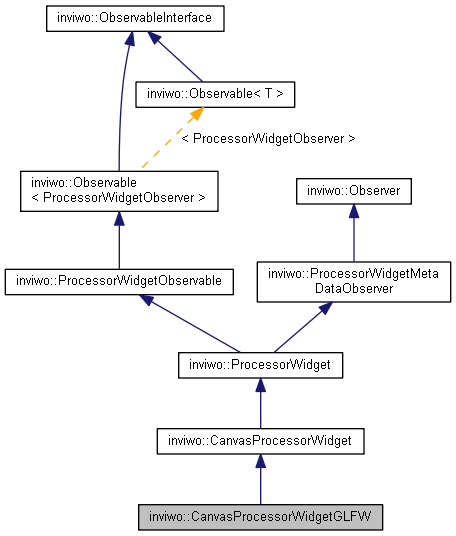 inviwo::ObservableInterface
inviwo::Observable< T >
< ProcessorWidgetObserver >
inviwo::Observable
< ProcessorWidgetObserver >
inviwo::Observer
inviwo::ProcessorWidgetObservable
inviwo::ProcessorWidgetMeta
DataObserver
inviwo::ProcessorWidget
inviwo::CanvasProcessorWidget
inviwo::CanvasProcessorWidgetGLFW